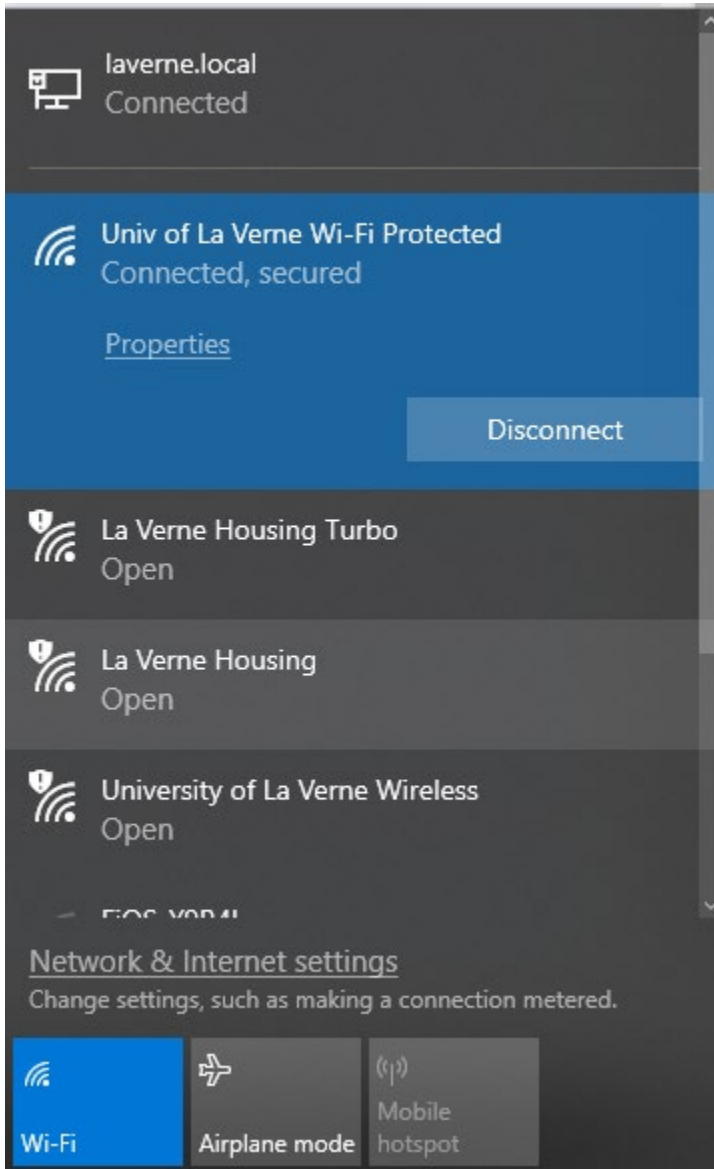 laverne.local
Connected
Univ of La Verne Wi-Fi Protected
Connected, secured
Properties
Disconnect
La Verne Housing Turbo
Open
La Verne Housing
Open
University of La Verne Wireless
Open
Network & Internet settings
Change settings, such as making a connection metered.
Wi-Fi
Airplane mode
Mobile
hotspot